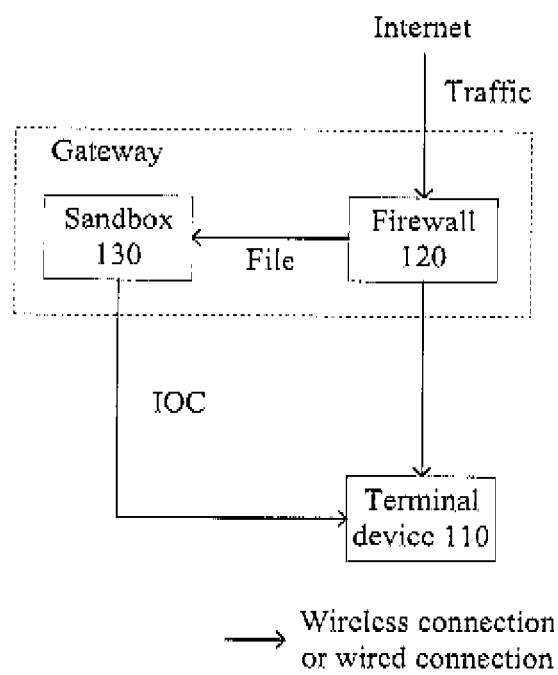 Internet
Traffic
Gateway
Sandbox
130
File
Firewall
120
IOC
Terminal
device 110
Wireless connection
or wired connection